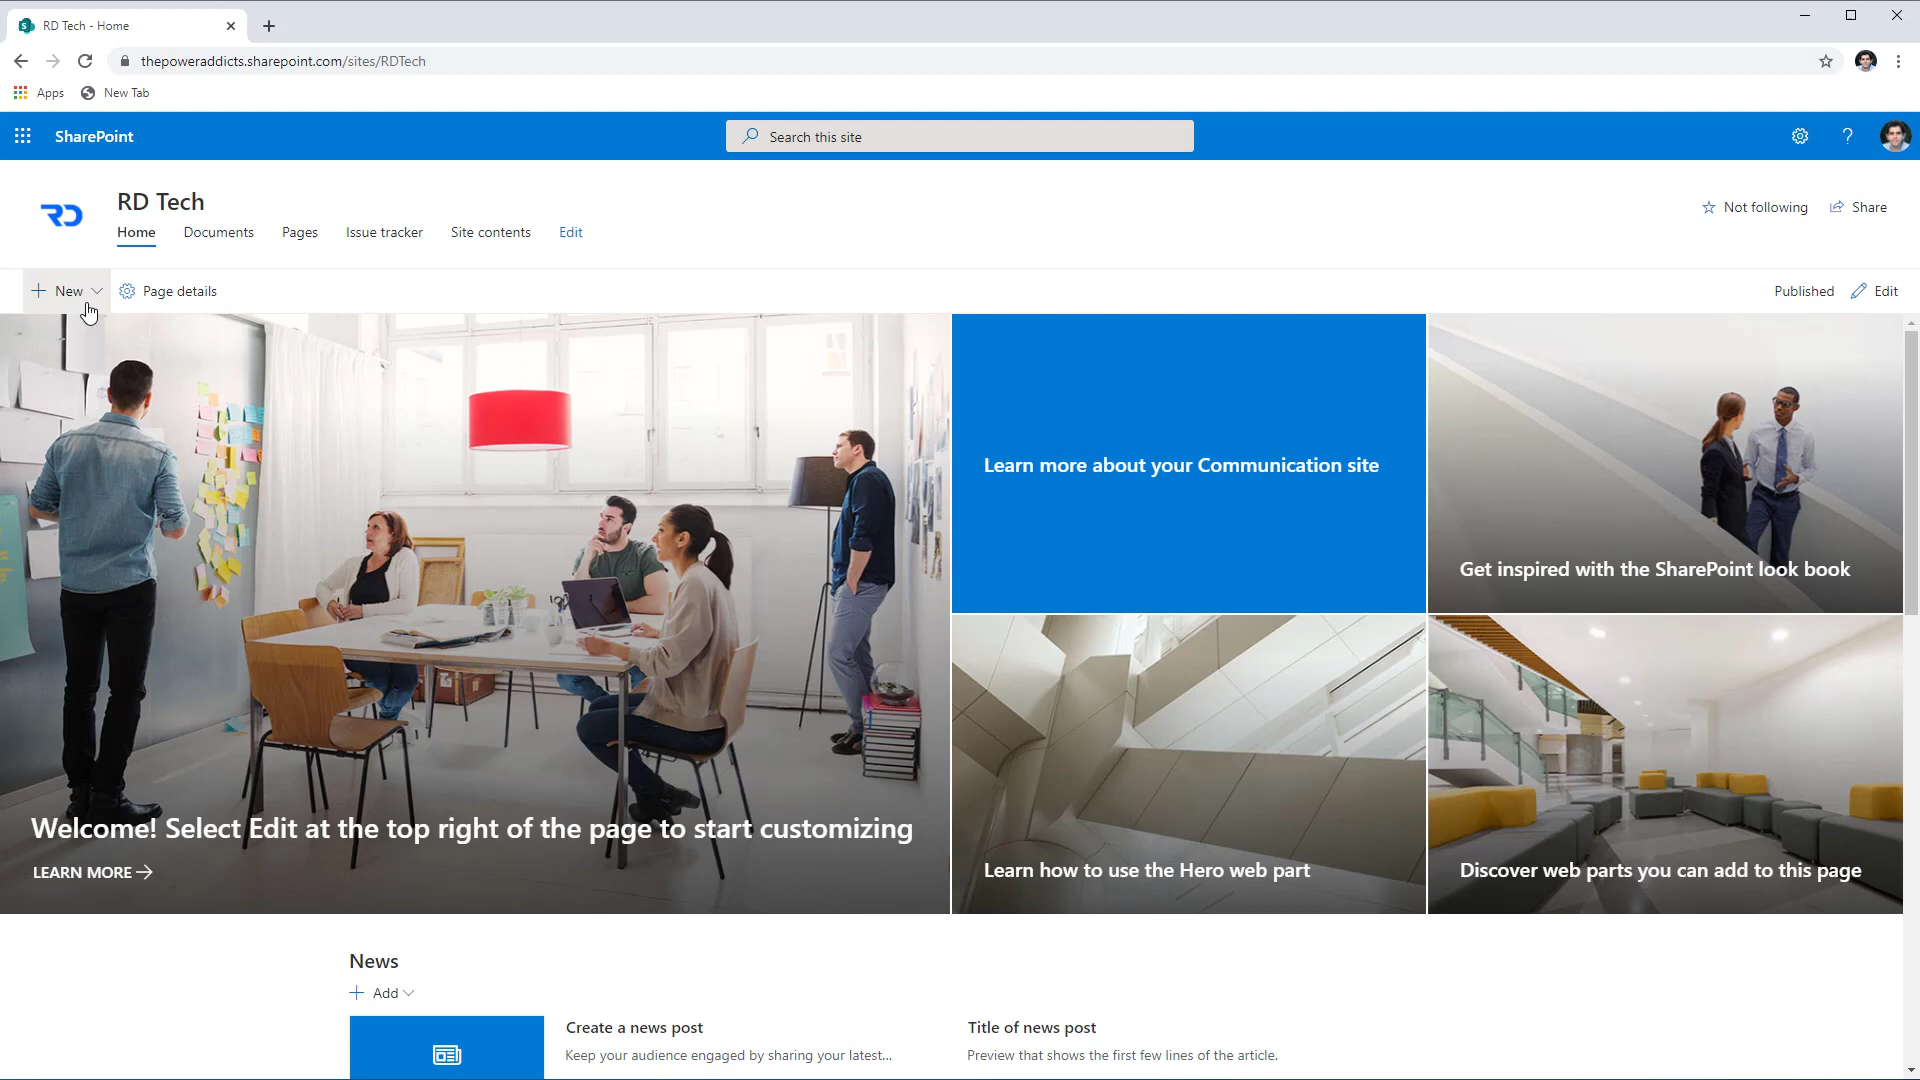 RD Tech - Home
thepoweraddicts.sharepoint.com/sites/RDTech
Apps New Tab
SharePoint Search this site ?
RD RD Tech
Not following Share
Home Documents Pages Issue tracker Site contents Edit
New Page details Published Edit
Learn more about your Communication site
Get inspired with the SharePoint look book
Welcome! Select Edit at the top right of the page to start customizing
LEARN MORE
Learn how to use the Hero web part
Discover web parts you can add to this page
News
Add
Create a news post
Keep your audience engaged by sharing your latest...
Title of news post
Preview that shows the first few lines of the article.